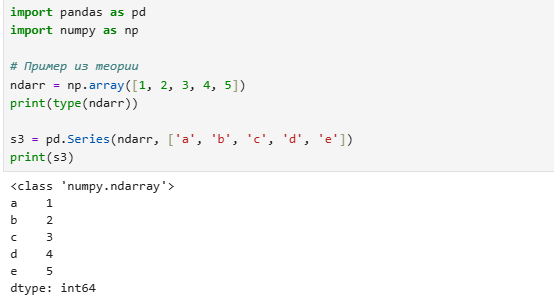 import pandas as pd
import numpy as np
# Пример из теории
ndarr = np.array([1, 2, 3, 4, 5])
print(type(ndarr))
s3 = pd.Series(ndarr, ['a', 'b', 'c', 'd', 'e'])
print(s3)
<class 'numpy.ndarray'>
a    1
b    2
c    3
d    4
e    5
dtype: int64